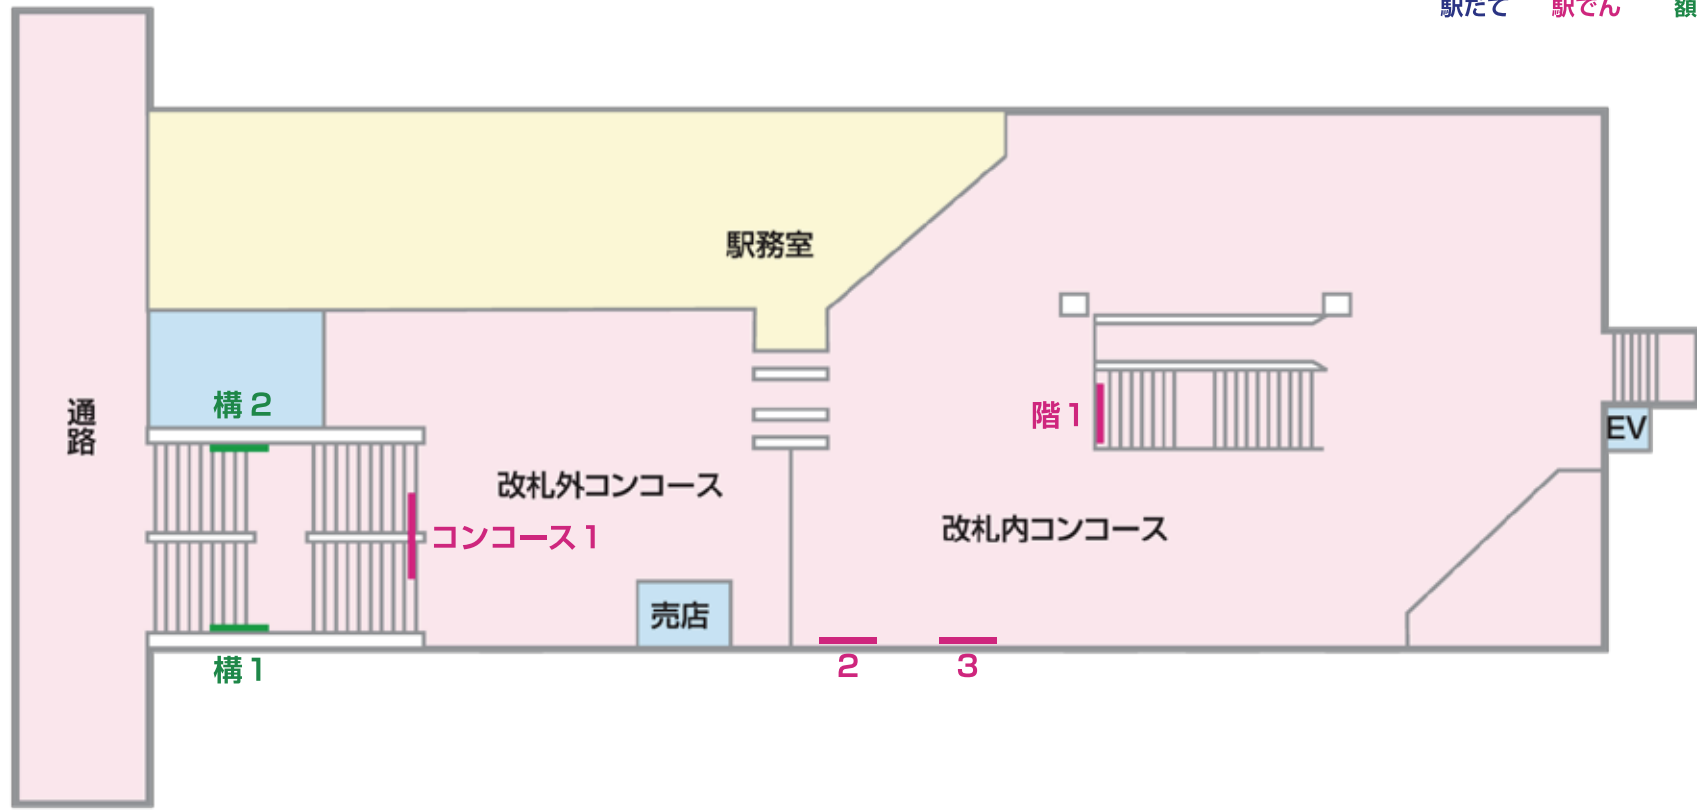 駅だて 駅でん 額
駅務室
通路
構2
階1
EV
改札外コンコース
コンコース1
改札内コンコース
売店
構1
2
3